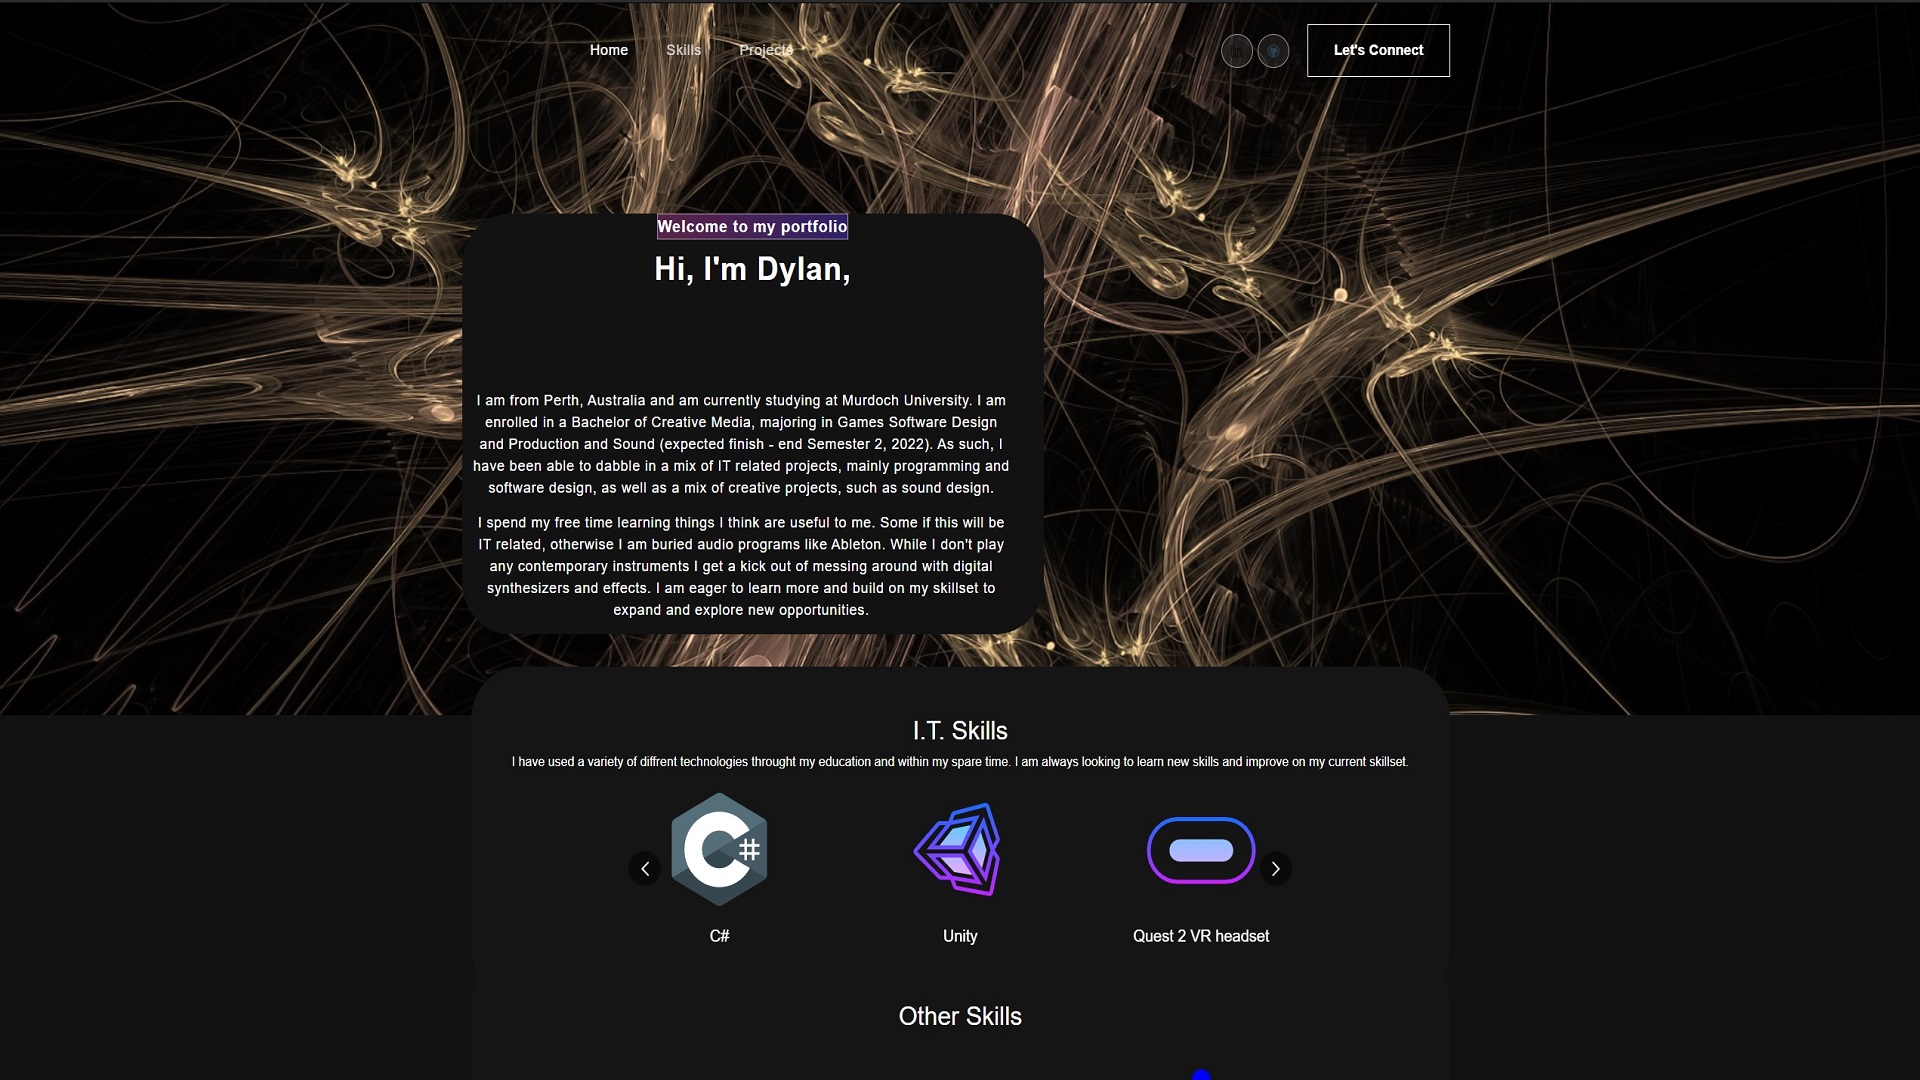 Home Skills Projects in Let's Connect
Welcome to my portfolio
Hi, I'm Dylan,
I am from Perth, Australia and am currently studying at Murdoch University. I am
enrolled in a Bachelor of Creative Media, majoring in Games Software Design
and Production and Sound (expected finish - end Semester 2, 2022). As such, I
have been able to dabble in a mix of IT related projects, mainly programming and
software design, as well as a mix of creative projects, such as sound design.
I spend my free time learning things I think are useful to me. Some if this will be
IT related, otherwise I am buried audio programs like Ableton. While I don't play
any contemporary instruments I get a kick out of messing around with digital
synthesizers and effects. I am eager to learn more and build on my skillset to
expand and explore new opportunities.
I.T. Skills
I have used a variety of diffrent technologies throught my education and within my spare time. I am always looking to learn new skills and improve on my current skillset.
C#
C# Unity Quest 2 VR headset
Other Skills